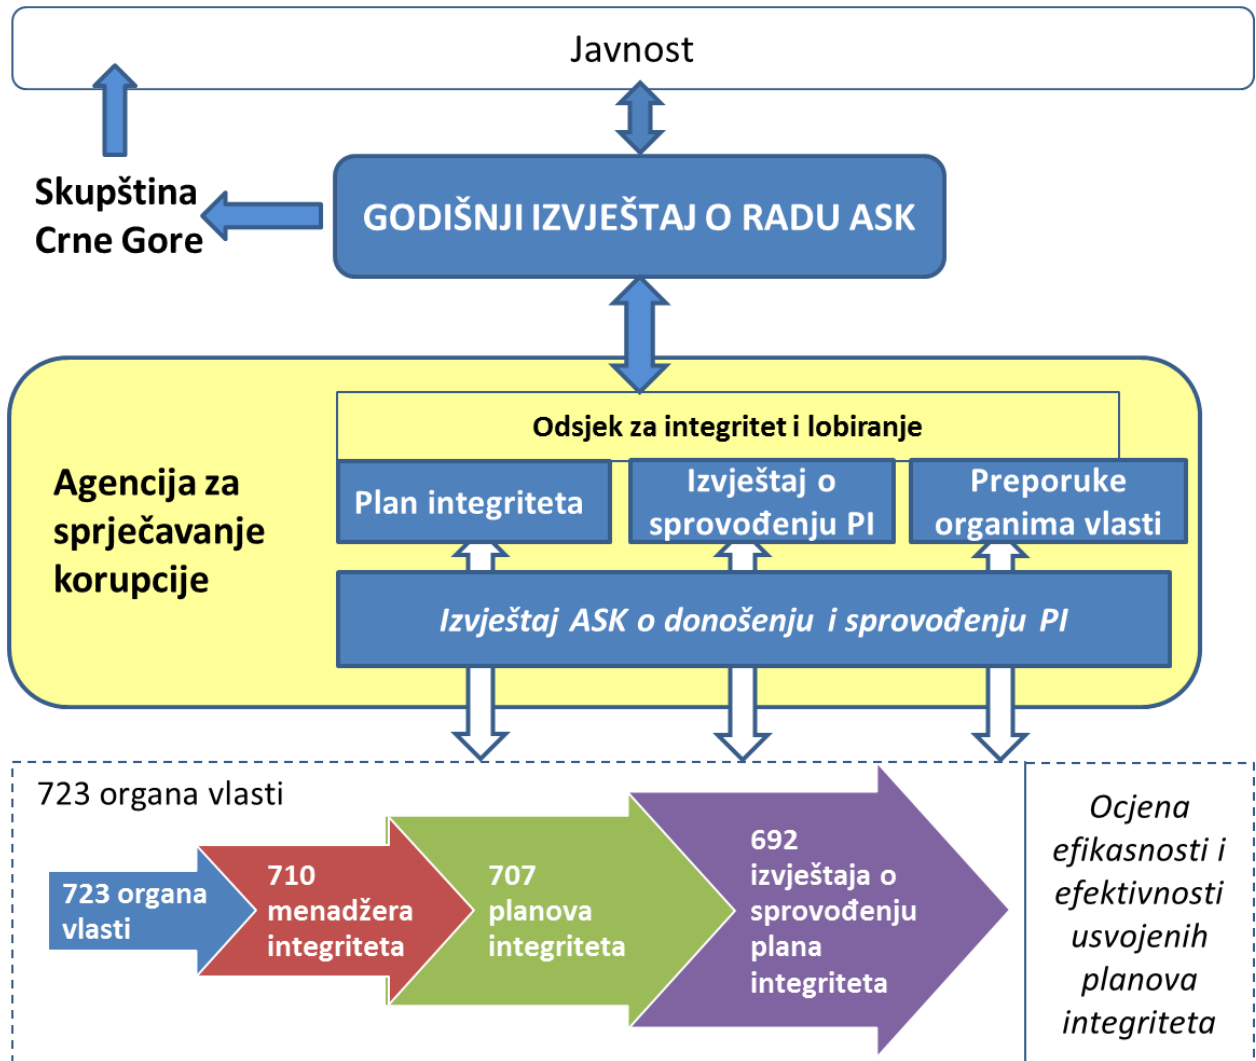 Javnost
Skupština
Crne Gore
GODIŠNJI IZVJEŠTAJ O RADU ASK
Agencija za
sprječavanje
korupcije
Odsjek za integritet i lobiranje
Plan integriteta
Izvještaj o
sprovođenju PI
Preporuke
organima vlasti
Izvještaj ASK o donošenju i sprovođenju PI
723 organa vlasti
723 organa
vlasti
710
menadžera
integriteta
707
planova
integriteta
692
izvještaja o
sprovođenju
plana
integriteta
Ocjena
efikasnosti i
efektivnosti
usvojenih
planova
integriteta